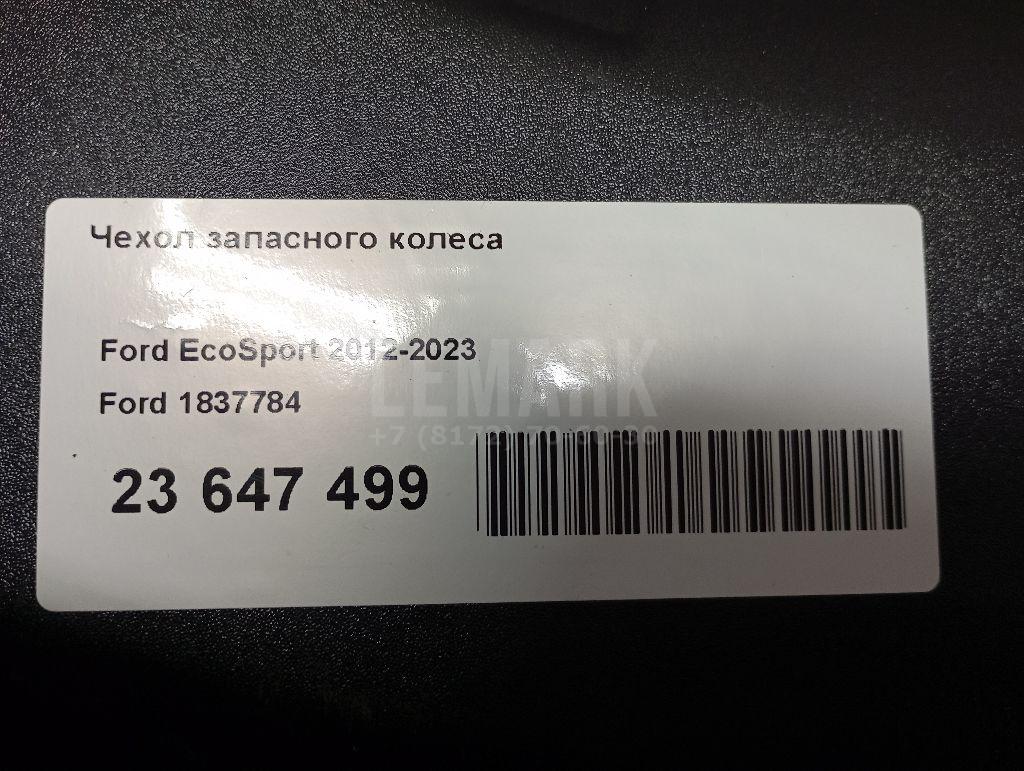 Чехол запасного колеса
Ford EcoSport 2012-2023
Ford 1837784
LEMARK
23 647 499